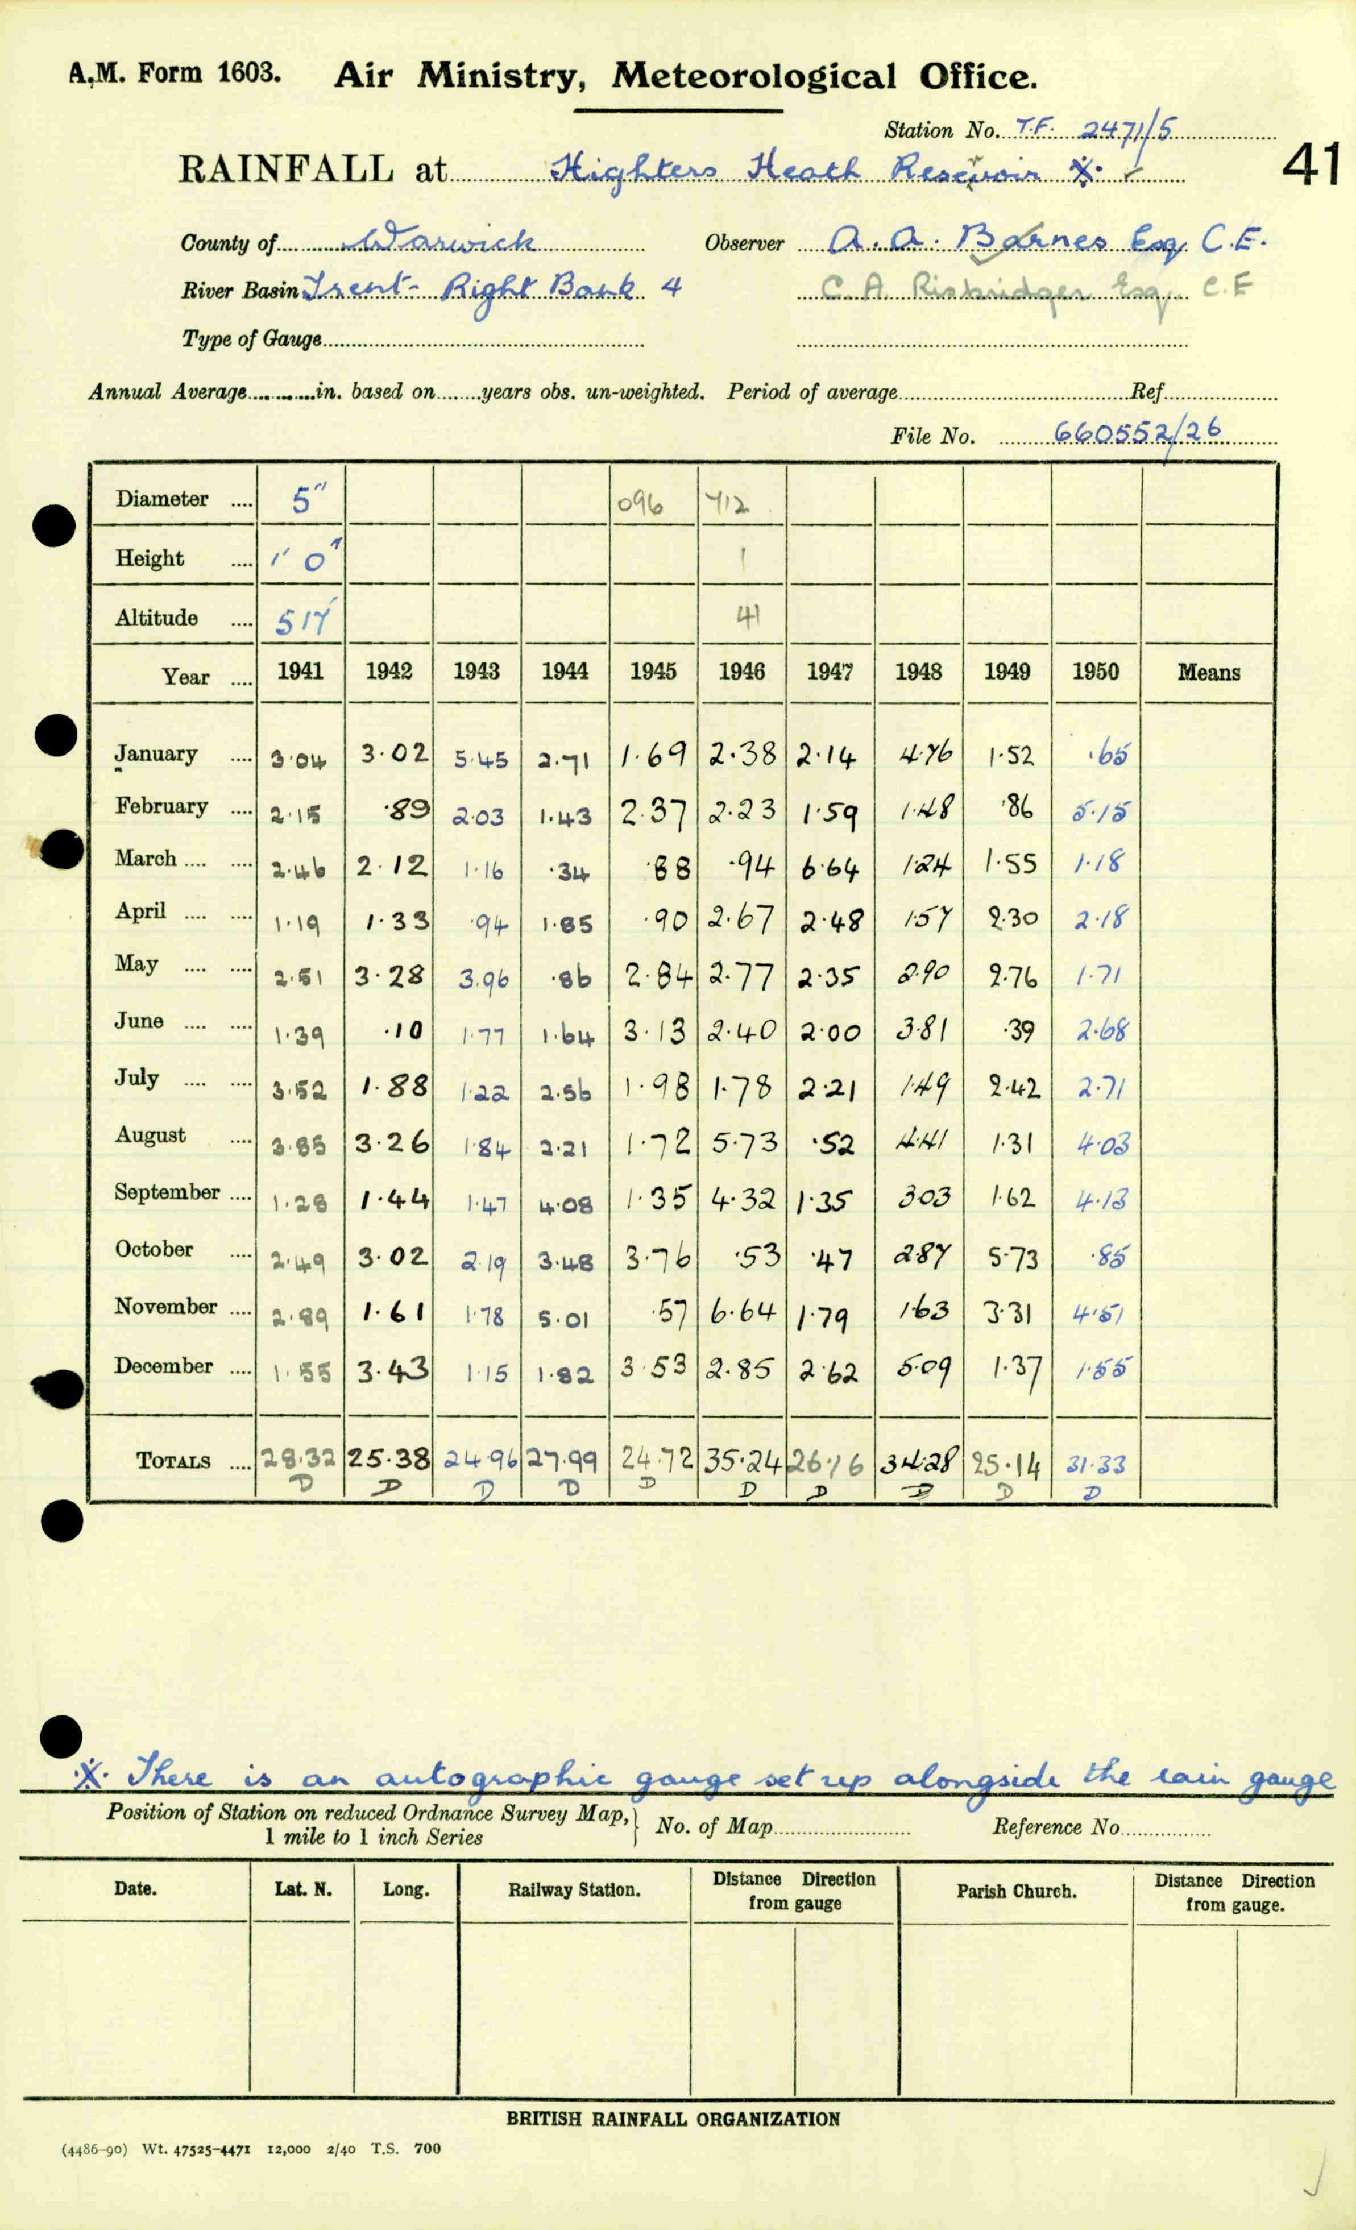 A.M. Form 1603. Air Ministry, Meteorological Office.
Station No. T.F. 2471/5
41
RAINFALL at Highters Heath Reservoir X
County of Warwick Observer A. A. Barnes Esq. C.E.
River Basin Trent- Right Bank 4 C. A. Risbridger Esq. C.E
Type of Gauge
Annual Average in. based on years obs. un-weighted. Period of average Ref
File No. 660552/26
Diameter 5" 096 712
Height 1' 0" 1
Altitude 517' 41
Year 1941 1942 1943 1944 1945 1946 1947 1948 1949 1950 Means
January 3·04 3·02 5·45 2·71 1·69 2·38 2·14 4·76 1·52 ·65
February 2·15 ·89 2·03 1·43 2·37 2·23 1·59 1·48 ·86 5·15
March 2·46 2·12 1·16 ·34 ·88 ·94 6·64 1·24 1·55 1·18
April 1·19 1·33 ·94 1·85 ·90 2·67 2·48 1·57 2·30 2·18
May 2·51 3·28 3·96 ·86 2·84 2·77 2·35 2·90 2·76 1·71
June 1·39 ·10 1·77 1·64 3·13 2·40 2·00 3·81 ·39 2·68
July 3·52 1·88 1·22 2·56 1·98 1·78 2·21 1·49 2·42 2·71
August 3·85 3·26 1·84 2·21 1·72 5·73 ·52 4·41 1·31 4·03
September 1·28 1·44 1·47 4·08 1·35 4·32 1·35 3·03 1·62 4·13
October 2·49 3·02 2·19 3·48 3·76 ·53 ·47 2·87 5·73 ·85
November 2·89 1·61 1·78 5·01 ·57 6·64 1·79 1·63 3·31 4·51
December 1·55 3·43 1·15 1·82 3·53 2·85 2·62 5·09 1·37 1·55
TOTALS 28·32 25·38 24·96 27·99 24·72 35·24 26·16 34·28 25·14 31·33
D D D D D D D D D D
X There is an autographic gauge set up alongside the rain gauge
Position of Station on reduced Ordnance Survey Map, 1 mile to 1 inch Series } No. of Map Reference No
Date. Lat. N. Long. Railway Station. Distance Direction from gauge Parish Church. Distance Direction from gauge.
BRITISH RAINFALL ORGANIZATION
(4486-90) Wt. 47525-4471 12,000 2/40 T.S. 700